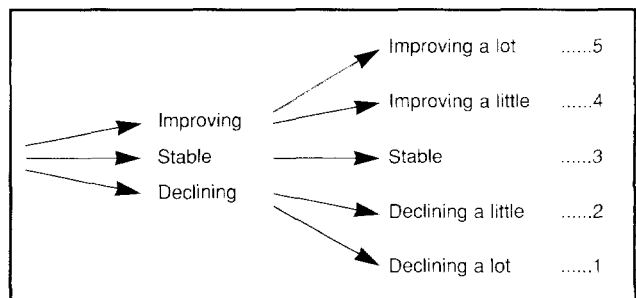 Improving a lot ......5
Improving a little ......4
Improving
Stable
Stable ......3
Declining
Declining a little ......2
Declining a lot ......1